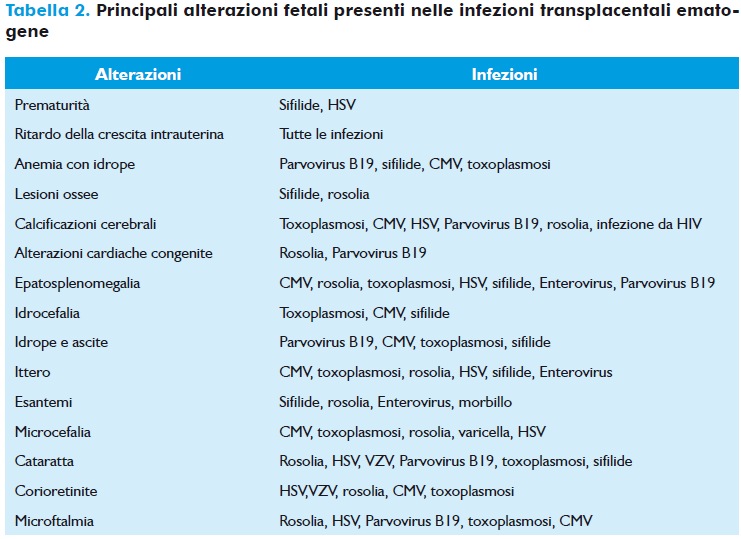 Tabella 2. Principali alterazioni fetali presenti nelle infezioni transplacentali emato-
gene
Alterazioni Infezioni
Prematurità Sifilide, HSV
Ritardo della crescita intrauterina Tutte le infezioni
Anemia con idrope Parvovirus B19, sifilide, CMV, toxoplasmosi
Lesioni ossee Sifilide, rosolia
Calcificazioni cerebrali Toxoplasmosi, CMV, HSV, Parvovirus B19, rosolia, infezione da HIV
Alterazioni cardiache congenite Rosolia, Parvovirus B19
Epatosplenomegalia CMV, rosolia, toxoplasmosi, HSV, sifilide, Enterovirus, Parvovirus B19
Idrocefalia Toxoplasmosi, CMV, sifilide
Idrope e ascite Parvovirus B19, CMV, toxoplasmosi, sifilide
Ittero CMV, toxoplasmosi, rosolia, HSV, sifilide, Enterovirus
Esantemi Sifilide, rosolia, Enterovirus, morbillo
Microcefalia CMV, toxoplasmosi, rosolia, varicella, HSV
Cataratta Rosolia, HSV, VZV, Parvovirus B19, toxoplasmosi, sifilide
Corioretinite HSV,VZV, rosolia, CMV, toxoplasmosi
Microftalmia Rosolia, HSV, Parvovirus B19, toxoplasmosi, CMV